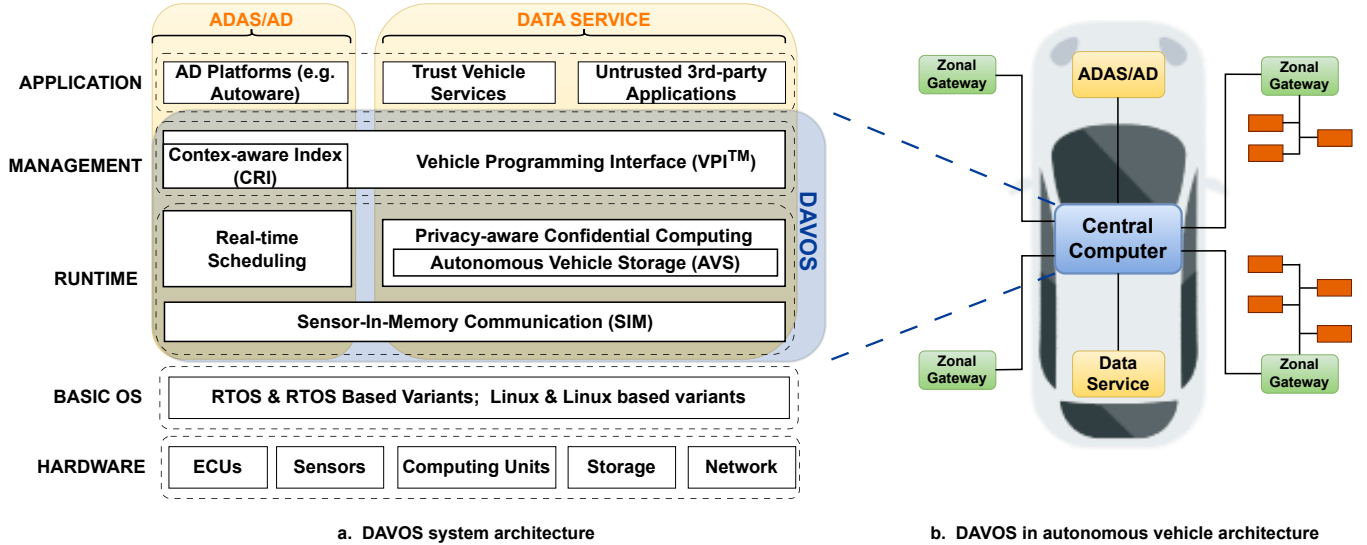 ADAS/AD
DATA SERVICE
APPLICATION
AD Platforms (e.g.
Autoware)
Trust Vehicle
Services
Untrusted 3rd-party
Applications
MANAGEMENT
Contex-aware Index
(CRI)
Vehicle Programming Interface (VPI™)
DAVOS
RUNTIME
Real-time
Scheduling
Privacy-aware Confidential Computing
Autonomous Vehicle Storage (AVS)
Sensor-In-Memory Communication (SIM)
BASIC OS
RTOS & RTOS Based Variants; Linux & Linux based variants
HARDWARE
ECUs
Sensors
Computing Units
Storage
Network
a. DAVOS system architecture
Zonal
Gateway
ADAS/AD
Zonal
Gateway
Central
Computer
Zonal
Gateway
Data
Service
Zonal
Gateway
b. DAVOS in autonomous vehicle architecture